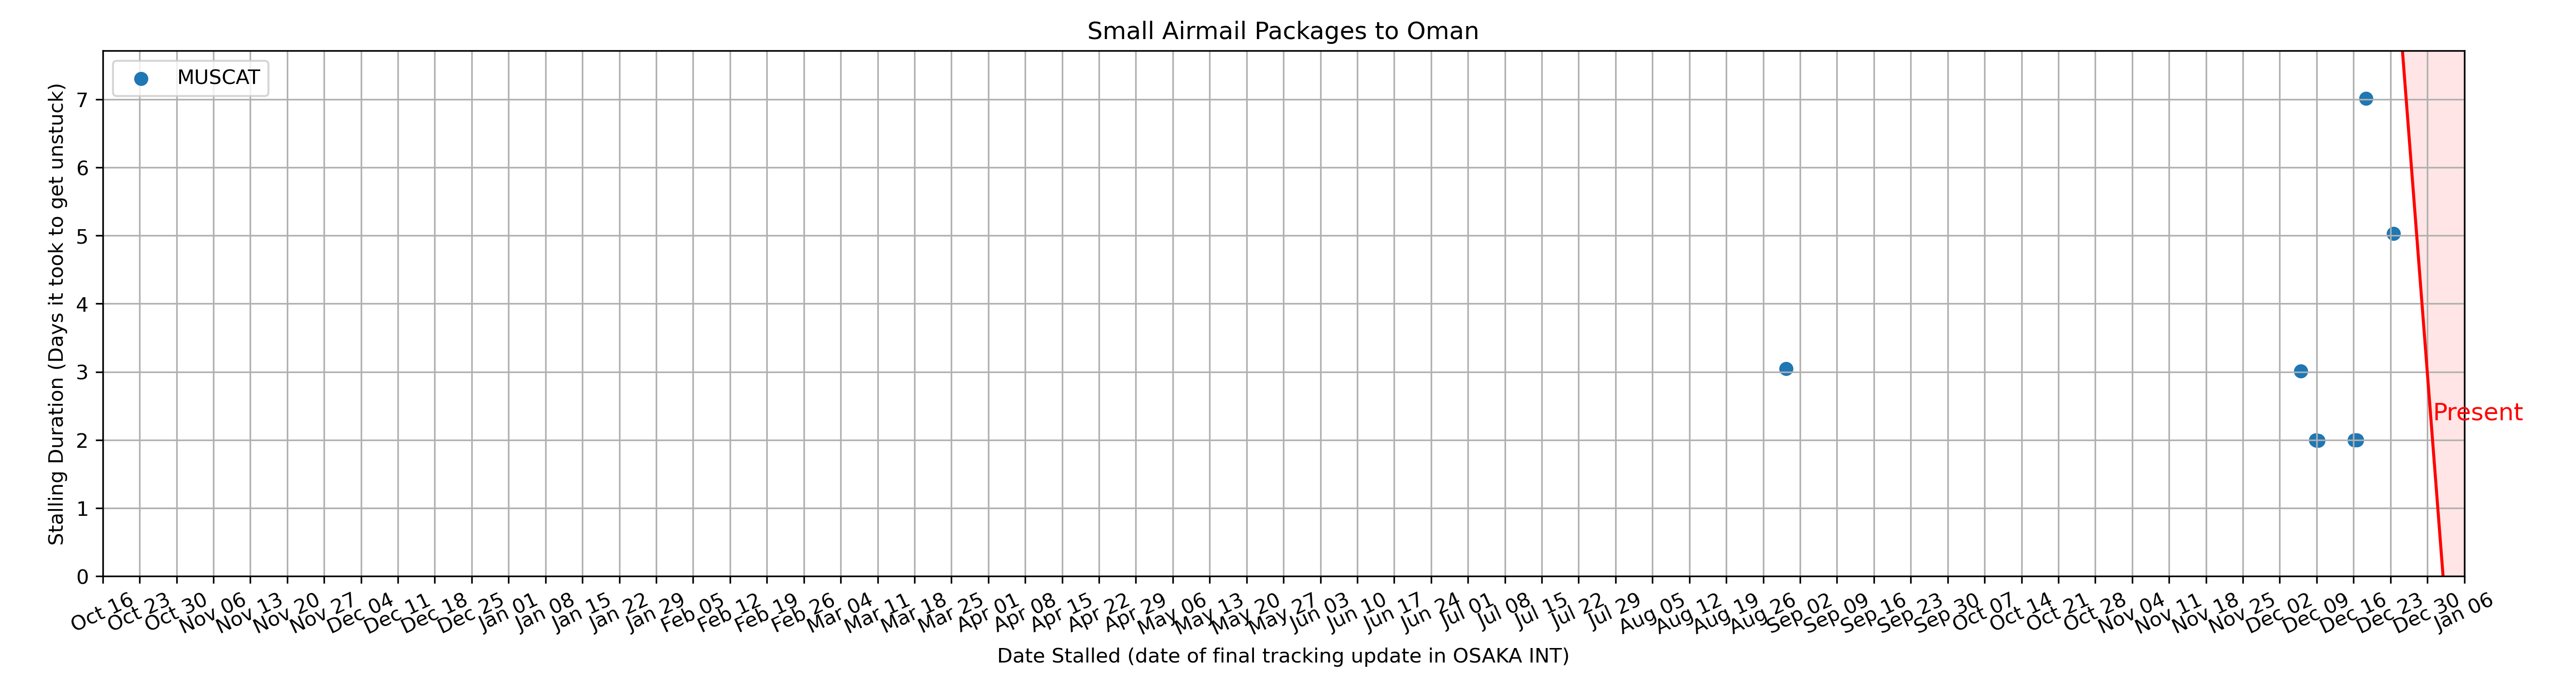 Small Airmail Packages to Oman
MUSCAT
Stalling Duration (Days it took to get unstuck)
7
6
5
4
3
2
1
0
Present
Oct 16
Oct 23
Oct 30
Nov 06
Nov 13
Nov 20
Nov 27
Dec 04
Dec 11
Dec 18
Dec 25
Jan 01
Jan 08
Jan 15
Jan 22
Jan 29
Feb 05
Feb 12
Feb 19
Feb 26
Mar 04
Mar 11
Mar 18
Mar 25
Apr 01
Apr 08
Apr 15
Apr 22
Apr 29
May 06
May 13
May 20
May 27
Jun 03
Jun 10
Jun 17
Jun 24
Jul 01
Jul 08
Jul 15
Jul 22
Jul 29
Aug 05
Aug 12
Aug 19
Aug 26
Sep 02
Sep 09
Sep 16
Sep 23
Sep 30
Oct 07
Oct 14
Oct 21
Oct 28
Nov 04
Nov 11
Nov 18
Nov 25
Dec 02
Dec 09
Dec 16
Dec 23
Dec 30
Jan 06
Date Stalled (date of final tracking update in OSAKA INT)